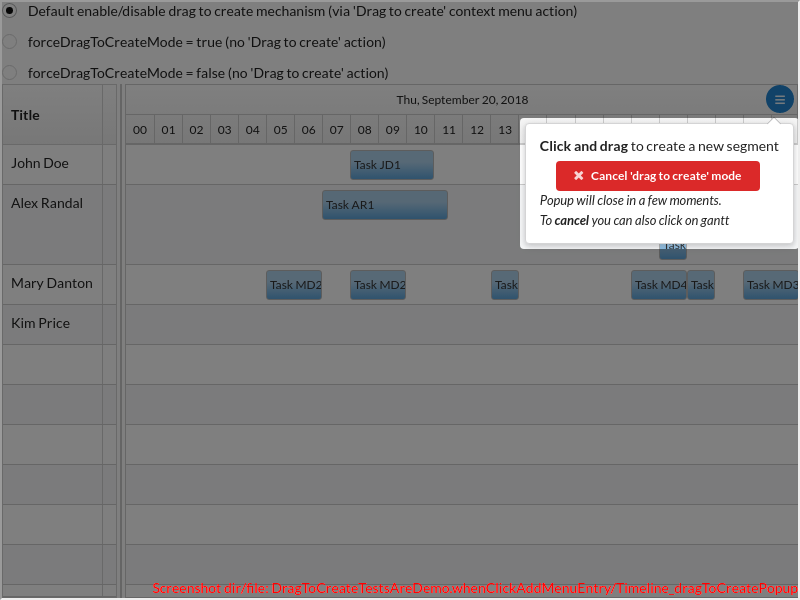 Default enable/disable drag to create mechanism (via 'Drag to create' context menu action)
forceDragToCreateMode = true (no 'Drag to create' action)
forceDragToCreateMode = false (no 'Drag to create' action)
Title
Thu, September 20, 2018
00 01 02 03 04 05 06 07 08 09 10 11 12 13
Click and drag to create a new segment
Cancel 'drag to create' mode
Popup will close in a few moments.
To cancel you can also click on gantt
John Doe
Task JD1
Alex Randal
Task AR1
Task
Mary Danton
Task MD2 Task MD2 Task Task MD4 Task Task MD3
Kim Price
Screenshot dir/file: DragToCreateTestsAreDemo.whenClickAddMenuEntry/Timeline_dragToCreatePopup